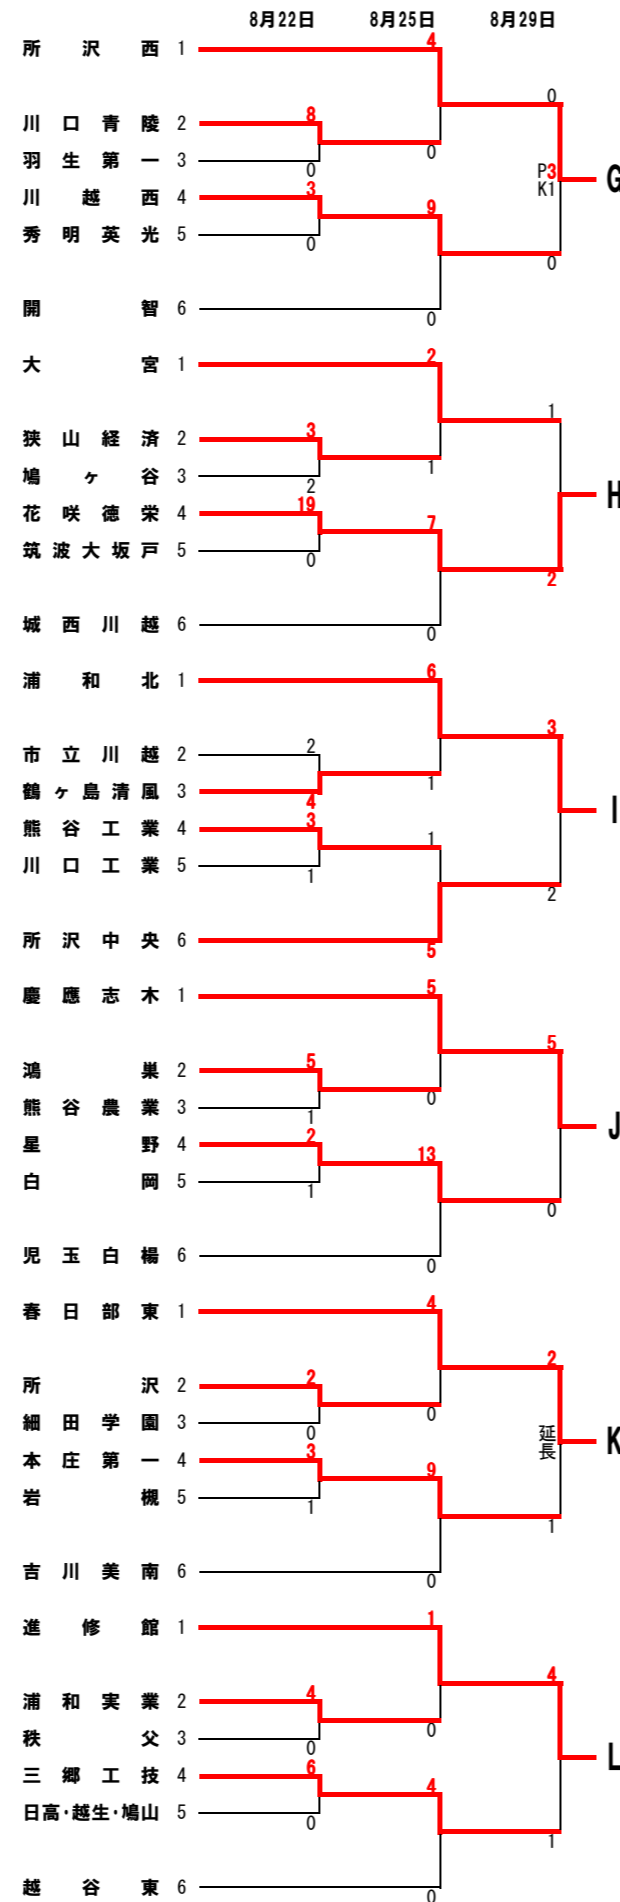 8月22日 8月25日 8月29日
所沢西 1 4
0
川口青陵 2 8
羽生第一 3 0 0
PK 3 1 G
川越西 4 3 9
秀明英光 5 0 0
開智 6 0
大宮 1 2
1
狭山経済 2 3
鳩ヶ谷 3 2 1
H
花咲徳栄 4 19 7
筑波大坂戸 5 0 2
城西川越 6 0
浦和北 1 6
3
市立川越 2 2
鶴ヶ島清風 3 4 1
I
熊谷工業 4 3 1
川口工業 5 1 2
所沢中央 6 5
慶應志木 1 5
5
鴻巣 2 5
熊谷農業 3 1 0
J
星野 4 2 13
白岡 5 1 0
児玉白楊 6 0
春日部東 1 4
2
所沢 2 2
細田学園 3 0 0
延長 K
本庄第一 4 3 9
岩槻 5 1 1
吉川美南 6 0
進修館 1 1
4
浦和実業 2 4
秩父 3 0 0
L
三郷工技 4 6 4
日高・越生・鳩山 5 0 1
越谷東 6 0